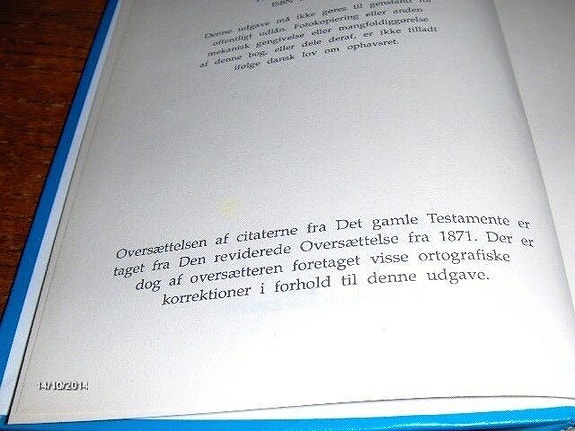 ISBN
Denne udgave må ikke gøres til genstand for
offentligt udlån. Fotokopiering eller anden
mekanisk gengivelse eller mangfoldiggørelse
af denne bog, eller dele deraf, er ikke tilladt
ifølge dansk lov om ophavsret.
Oversættelsen af citaterne fra Det gamle Testamente er
taget fra Den reviderede Oversættelse fra 1871. Der er
dog af oversætteren foretaget visse ortografiske
korrektioner i forhold til denne udgave.
14/10/2014